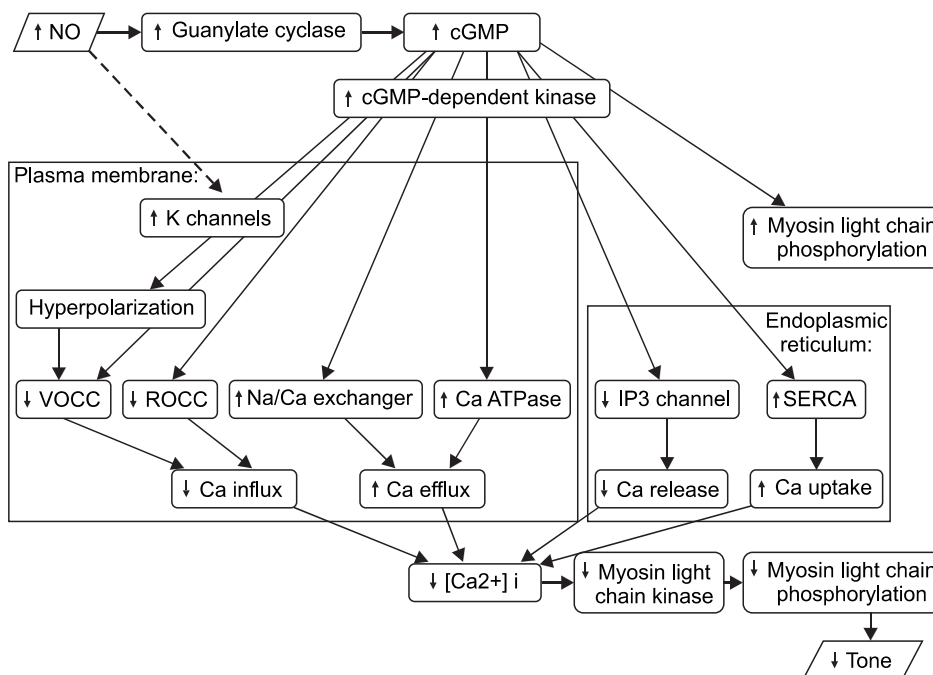 ↑ NO
↑ Guanylate cyclase
↑ cGMP
↑ cGMP-dependent kinase
Plasma membrane:
↑ K channels
↑ Myosin light chain
phosphorylation
Hyperpolarization
Endoplasmic
reticulum:
↓ VOCC
↓ ROCC
↑ Na/Ca exchanger
↑ Ca ATPase
↓ IP3 channel
↑ SERCA
↓ Ca influx
↑ Ca efflux
↓ Ca release
↑ Ca uptake
↓ [Ca2+] i
↓ Myosin light
chain kinase
↓ Myosin light chain
phosphorylation
↓ Tone